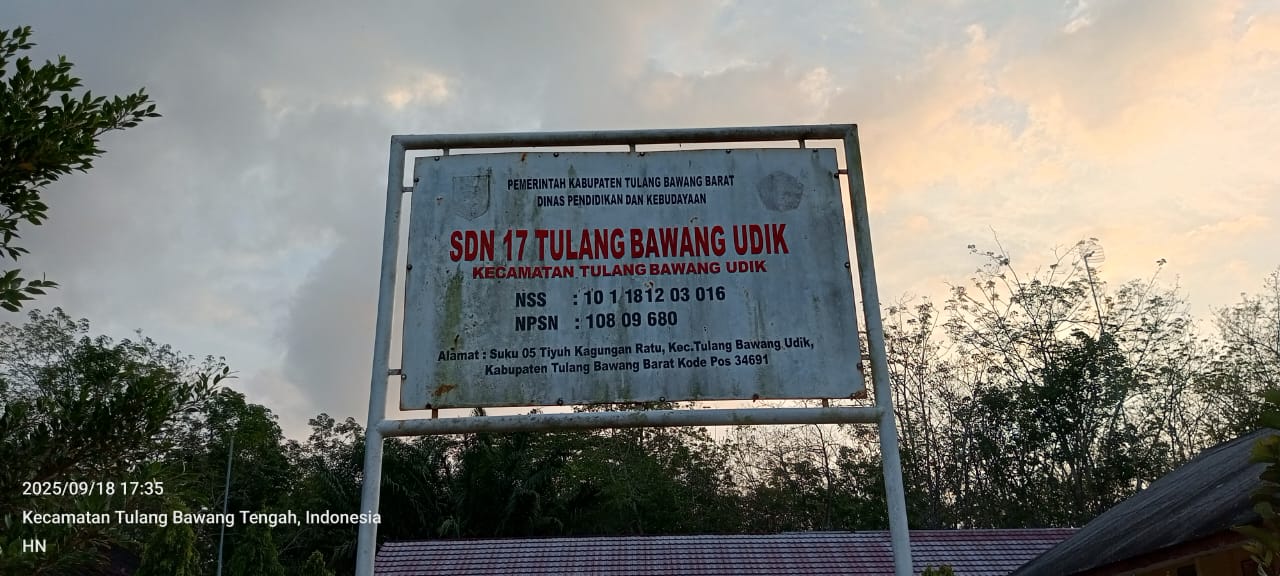 PEMERINTAH KABUPATEN TULANG BAWANG BARAT
DINAS PENDIDIKAN DAN KEBUDAYAAN
SDN 17 TULANG BAWANG UDIK
KECAMATAN TULANG BAWANG UDIK
NSS : 10 1 1812 03 016
NPSN : 108 09 680
Alamat : Suku 05 Tiyuh Kagungan Ratu, Kec.Tulang Bawang Udik,
Kabupaten Tulang Bawang Barat Kode Pos 34691
2025/09/18 17:35
Kecamatan Tulang Bawang Tengah, Indonesia
HN